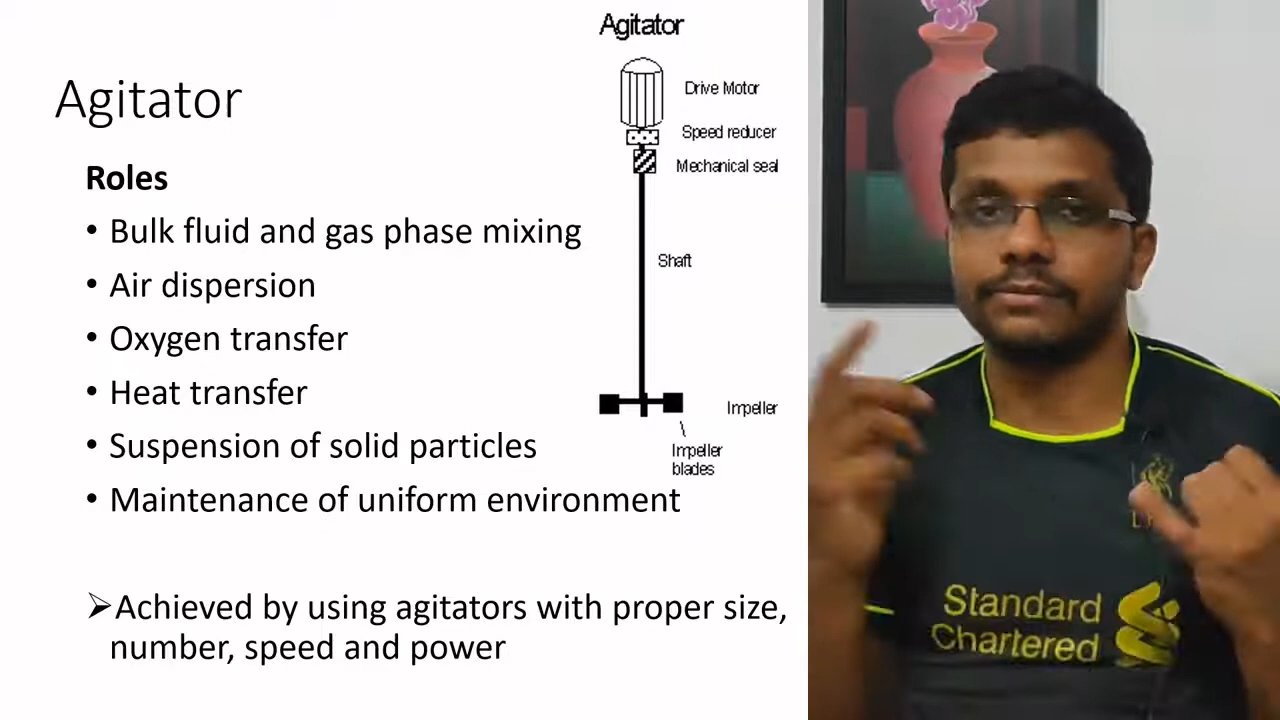 Agitator
Agitator
Drive Motor
Speed reducer
Mechanical seal
Shaft
Impeller
Impeller
blades
Roles
• Bulk fluid and gas phase mixing
• Air dispersion
• Oxygen transfer
• Heat transfer
• Suspension of solid particles
• Maintenance of uniform environment
➢Achieved by using agitators with proper size,
number, speed and power
Standard
Chartered